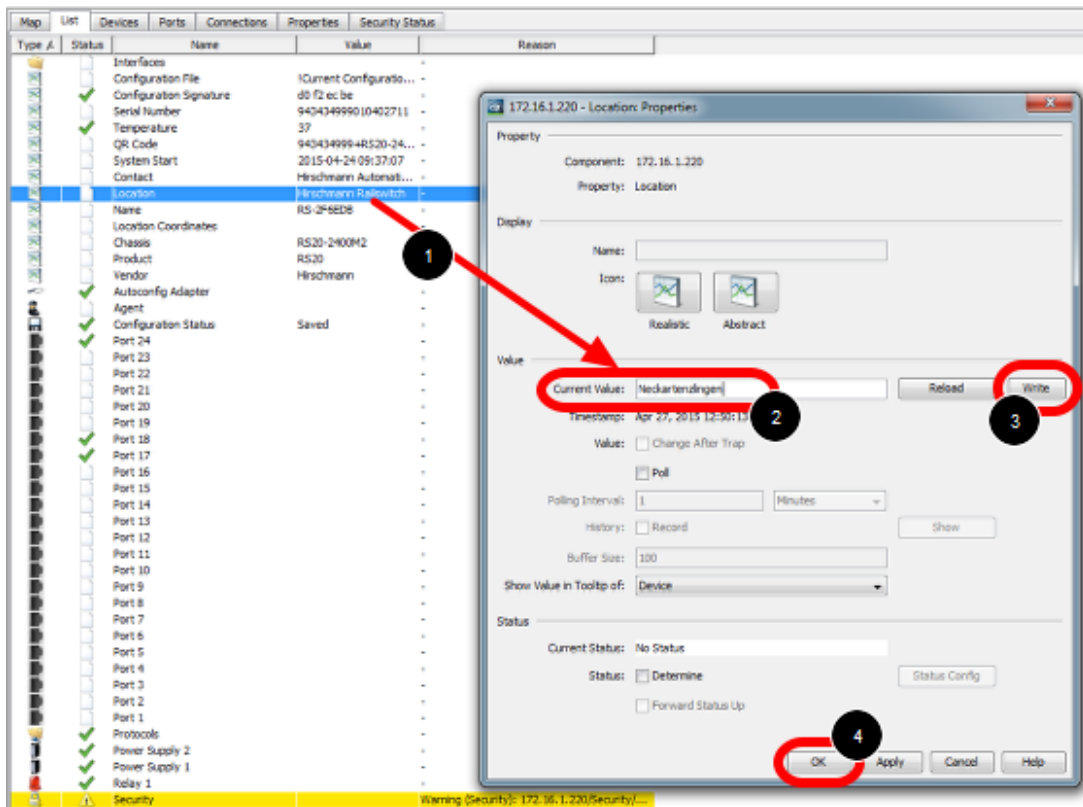 Map List Devices Ports Connections Properties Security Status
Type Status Name Value Reason
Interfaces -
Configuration File !Current Configuratio... -
Configuration Signature d0 f2 ec be -
Serial Number 943434999010402711 -
Temperature 37 -
QR Code 943434999+RS20-24... -
System Start 2015-04-24 09:37:07 -
Contact Hirschmann Automati... -
Location Hirschmann Railswitch -
Name RS-2F6EDB -
Location Coordinates -
Chassis RS20-2400M2 -
Product RS20 -
Vendor Hirschmann -
Autoconfig Adapter -
Agent -
Configuration Status Saved -
Port 24 -
Port 23 -
Port 22 -
Port 21 -
Port 20 -
Port 19 -
Port 18 -
Port 17 -
Port 16 -
Port 15 -
Port 14 -
Port 13 -
Port 12 -
Port 11 -
Port 10 -
Port 9 -
Port 8 -
Port 7 -
Port 6 -
Port 5 -
Port 4 -
Port 3 -
Port 2 -
Port 1 -
Protocols -
Power Supply 2 -
Power Supply 1 -
Relay 1 -
Security Warning (Security): 172.16.1.220/Security/....
172.16.1.220 - Location: Properties
Property
Component: 172.16.1.220
Property: Location
Display
Name:
Icon:
Realistic Abstract
Value
Current Value: Neckartenzlingen Reload Write
Timestamp: Apr 27, 2015
Value: Change After Trap
Poll
Polling Interval: 1 Minutes
History: Record Show
Buffer Size: 100
Show Value in Tooltip of: Device
Status
Current Status: No Status
Status: Determine Status Config
Forward Status Up
OK Apply Cancel Help
1
2
3
4